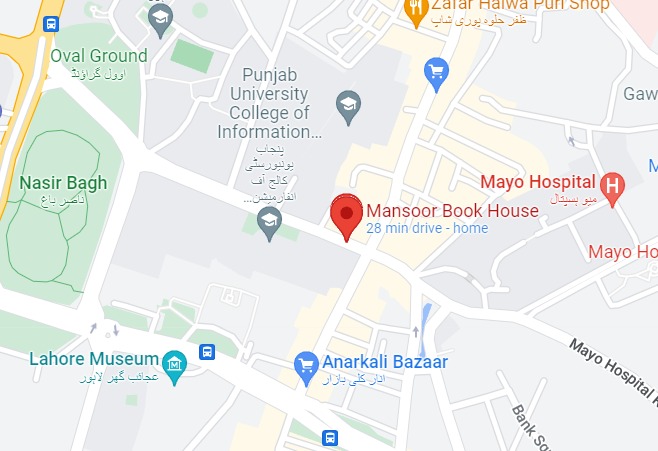 Zafar Halwa Puri Shop
ظفر حلوہ پوری شاپ
Oval Ground
اوول گراؤنڈ
Punjab
University
College of
Information...
پنجاب
یونیورسٹی
کالج آف
انفارمیشن...
Gaw
Nasir Bagh
ناصر باغ
Mayo Hospital
میو ہسپتال
H
M
Mansoor Book House
28 min drive - home
Mayo Ho
Lahore Museum
عجائب گھر لاہور
Anarkali Bazaar
انار کلی بازار
Mayo Hospital R
Bank Sq